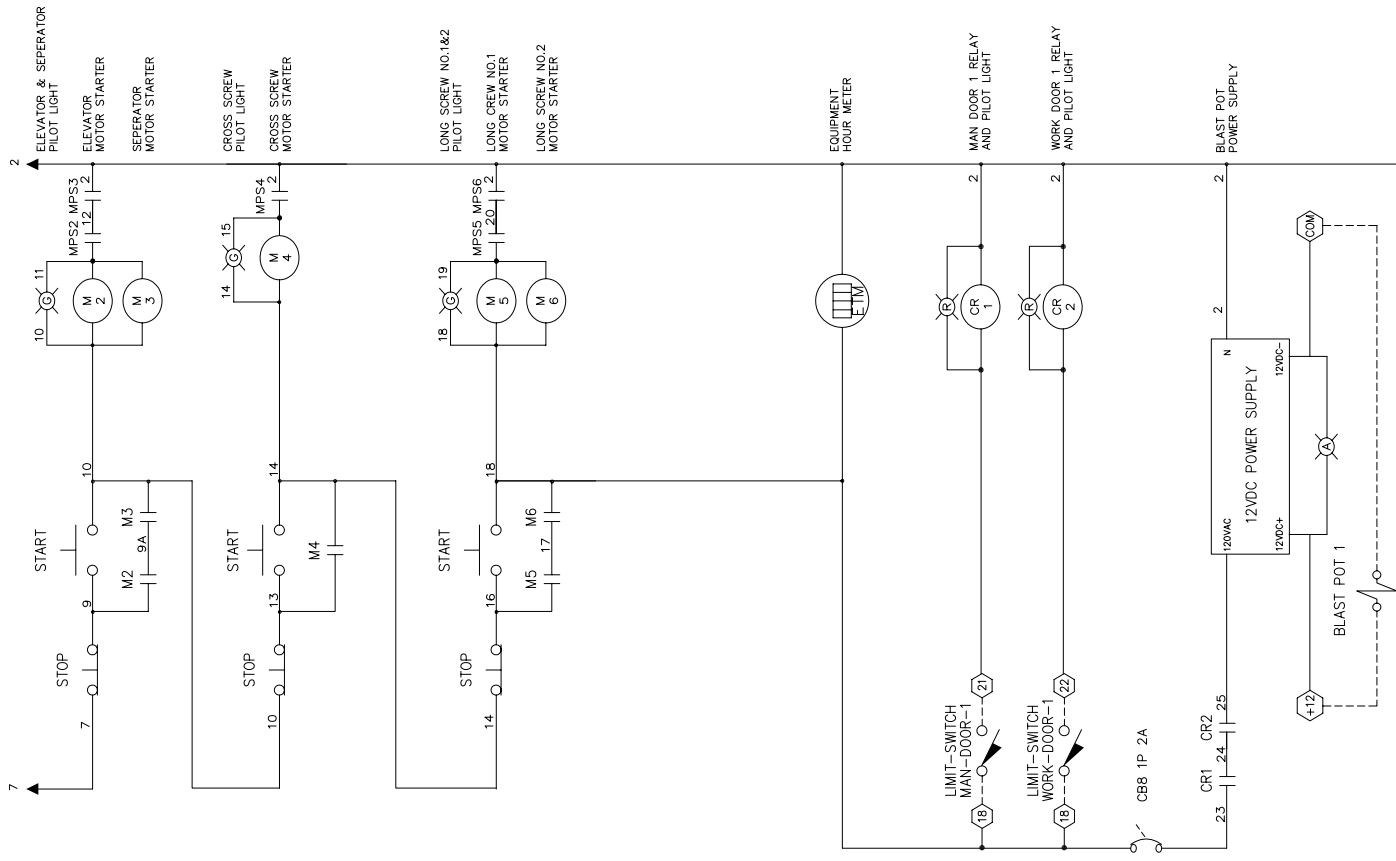 7
2
ELEVATOR & SEPERATOR
PILOT LIGHT
10
11
G
STOP
START
7
9
10
M
2
MPS2
12
MPS3
2
ELEVATOR
MOTOR STARTER
M2
9A
M3
M
3
SEPERATOR
MOTOR STARTER
14
15
G
CROSS SCREW
PILOT LIGHT
STOP
START
10
13
14
M
4
MPS4
2
CROSS SCREW
MOTOR STARTER
M4
18
19
G
LONG SCREW NO.1&2
PILOT LIGHT
STOP
START
14
16
18
M
5
MPS5
20
MPS6
2
LONG CREW NO.1
MOTOR STARTER
M5
17
M6
M
6
LONG SCREW NO.2
MOTOR STARTER
ETM
EQUIPMENT
HOUR METER
LIMIT-SWITCH
MAN-DOOR-1
18
21
R
CR
1
2
MAN DOOR 1 RELAY
AND PILOT LIGHT
LIMIT-SWITCH
WORK-DOOR-1
18
22
R
CR
2
2
WORK DOOR 1 RELAY
AND PILOT LIGHT
CB8 1P 2A
23
CR1
24
CR2
25
120VAC
N
2
2
BLAST POT
POWER SUPPLY
12VDC POWER SUPPLY
12VDC+
12VDC-
+12
A
COM
BLAST POT 1